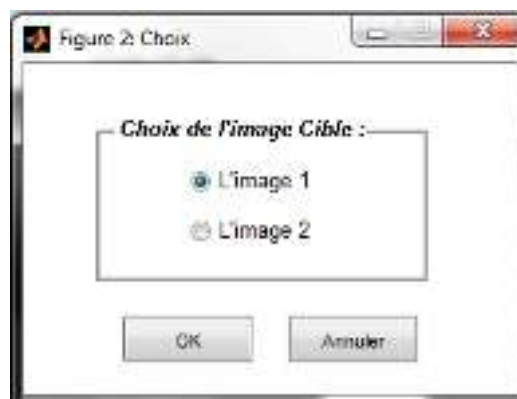 Figure 2: Choix
Choix de l'image Cible :
L'image 1
L'image 2
OK
Annuler